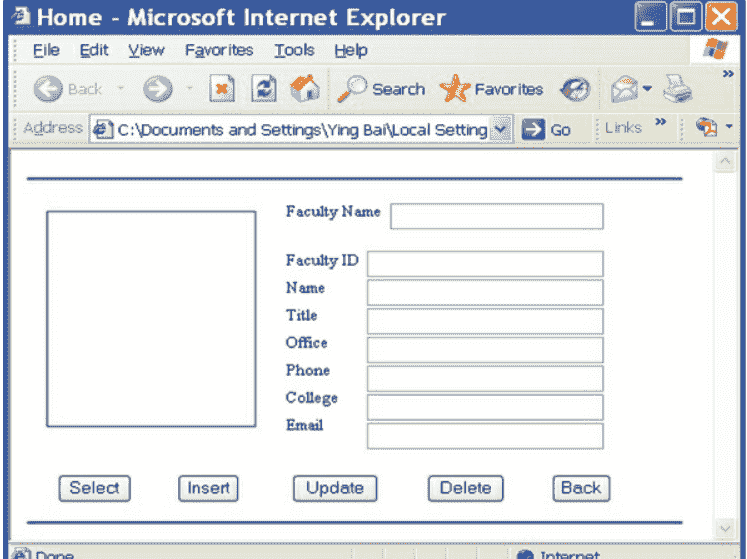 Home - Microsoft Internet Explorer
File Edit View Favorites Tools Help
Back Search Favorites »
Address C:\Documents and Settings\Ying Bai\Local Setting Go Links »
Faculty Name
Faculty ID
Name
Title
Office
Phone
College
Email
Select Insert Update Delete Back
Done Internet